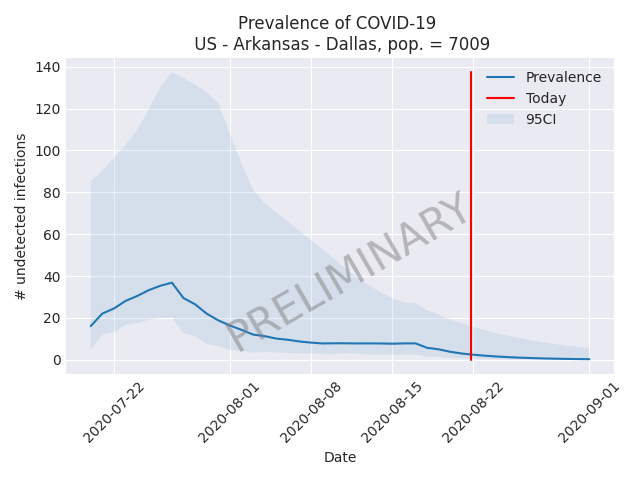 Prevalence of COVID-19
US - Arkansas - Dallas, pop. = 7009
140
120
100
80
60
40
20
0
# undetected infections
Prevalence
Today
95CI
PRELIMINARY
2020-07-22
2020-08-01
2020-08-08
2020-08-15
2020-08-22
2020-09-01
Date